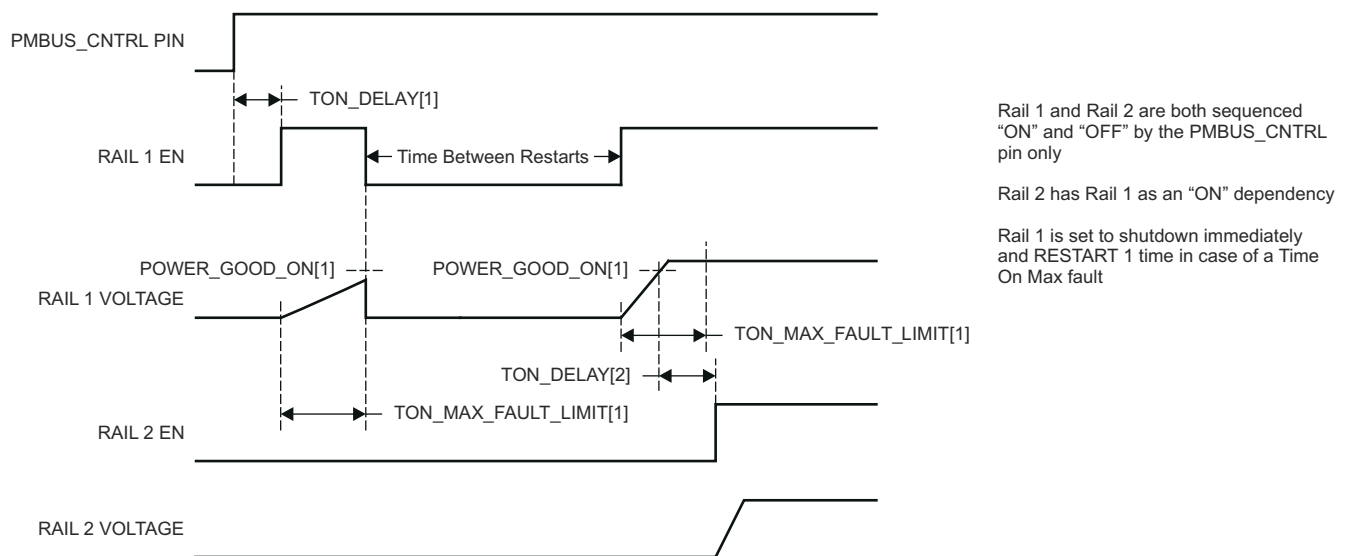 PMBUS_CNTRL PIN
TON_DELAY[1]
RAIL 1 EN
Time Between Restarts
POWER_GOOD_ON[1]
POWER_GOOD_ON[1]
RAIL 1 VOLTAGE
TON_MAX_FAULT_LIMIT[1]
TON_DELAY[2]
TON_MAX_FAULT_LIMIT[1]
RAIL 2 EN
RAIL 2 VOLTAGE
Rail 1 and Rail 2 are both sequenced
“ON” and “OFF” by the PMBUS_CNTRL
pin only
Rail 2 has Rail 1 as an “ON” dependency
Rail 1 is set to shutdown immediately
and RESTART 1 time in case of a Time
On Max fault